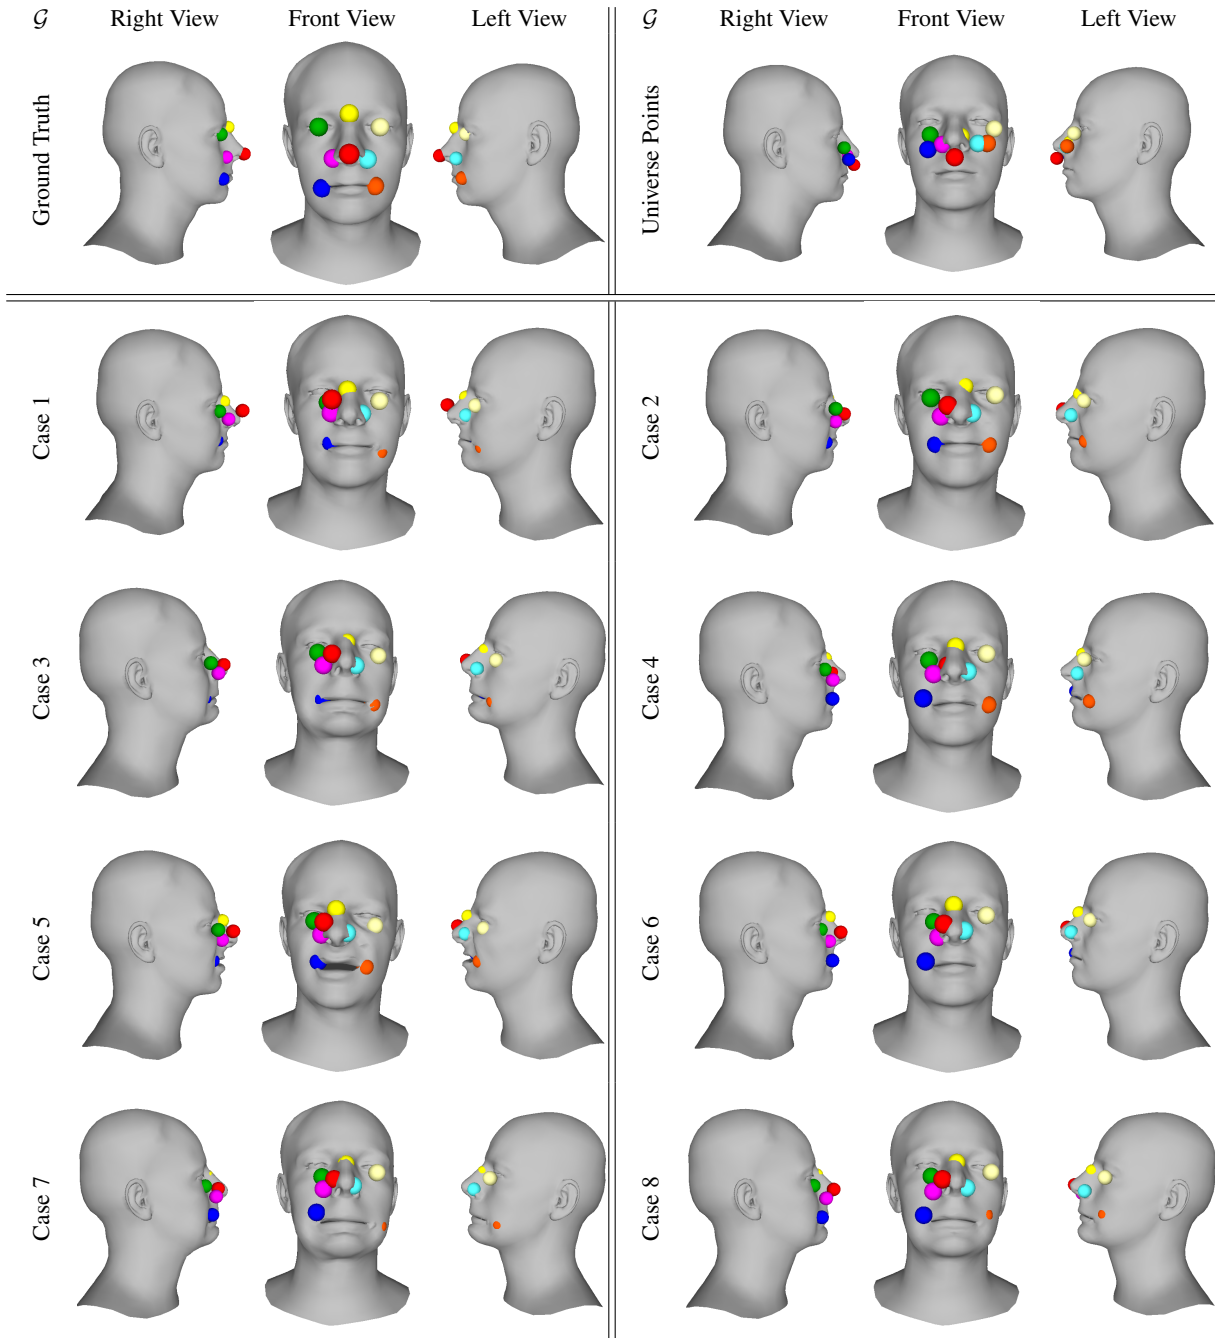 𝒢 Right View Front View Left View 𝒢 Right View Front View Left View
Ground Truth
Universe Points
Case 1
Case 2
Case 3
Case 4
Case 5
Case 6
Case 7
Case 8